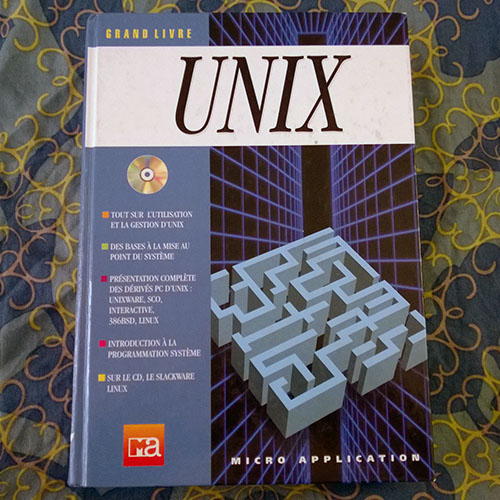 GRAND LIVRE
UNIX
TOUT SUR L'UTILISATION
ET LA GESTION D'UNIX
DES BASES À LA MISE AU
POINT DU SYSTÈME
PRÉSENTATION COMPLÈTE
DES DÉRIVÉS PC D'UNIX :
UNIXWARE, SCO,
INTERACTIVE,
386BSD, LINUX
INTRODUCTION À LA
PROGRAMMATION SYSTÈME
SUR LE CD, LE SLACKWARE
LINUX
ma
MICRO APPLICATION